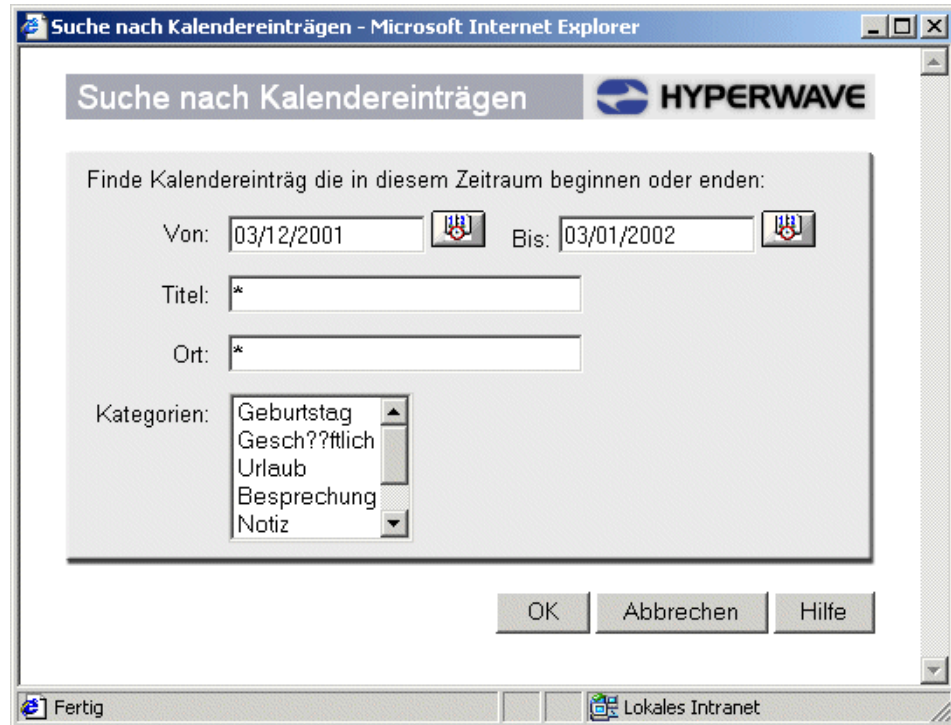 Suche nach Kalendereinträgen - Microsoft Internet Explorer
Suche nach Kalendereinträgen HYPERWAVE
Finde Kalendereinträg die in diesem Zeitraum beginnen oder enden:
Von: 03/12/2001 Bis: 03/01/2002
Titel: *
Ort: *
Kategorien: Geburtstag
Gesch??ftlich
Urlaub
Besprechung
Notiz
OK Abbrechen Hilfe
Fertig Lokales Intranet